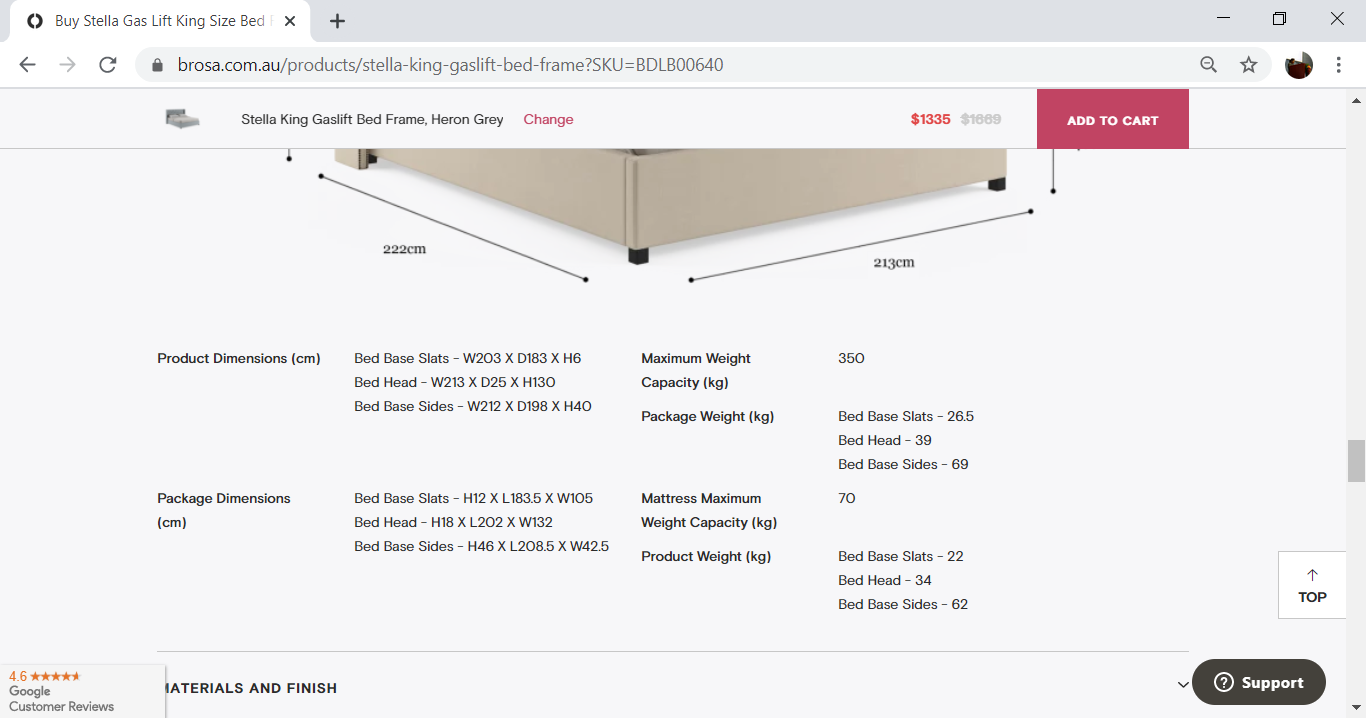 Buy Stella Gas Lift King Size Bed
brosa.com.au/products/stella-king-gaslift-bed-frame?SKU=BDLB00640
Stella King Gaslift Bed Frame, Heron Grey Change $1335 $1669 ADD TO CART
222cm
213cm
Product Dimensions (cm)
Bed Base Slats - W203 X D183 X H6
Bed Head - W213 X D25 X H130
Bed Base Sides - W212 X D198 X H40
Maximum Weight
Capacity (kg)
350
Package Weight (kg)
Bed Base Slats - 26.5
Bed Head - 39
Bed Base Sides - 69
Package Dimensions
(cm)
Bed Base Slats - H12 X L183.5 X W105
Bed Head - H18 X L202 X W132
Bed Base Sides - H46 X L208.5 X W42.5
Mattress Maximum
Weight Capacity (kg)
70
Product Weight (kg)
Bed Base Slats - 22
Bed Head - 34
Bed Base Sides - 62
TOP
4.6
Google
Customer Reviews
MATERIALS AND FINISH
Support